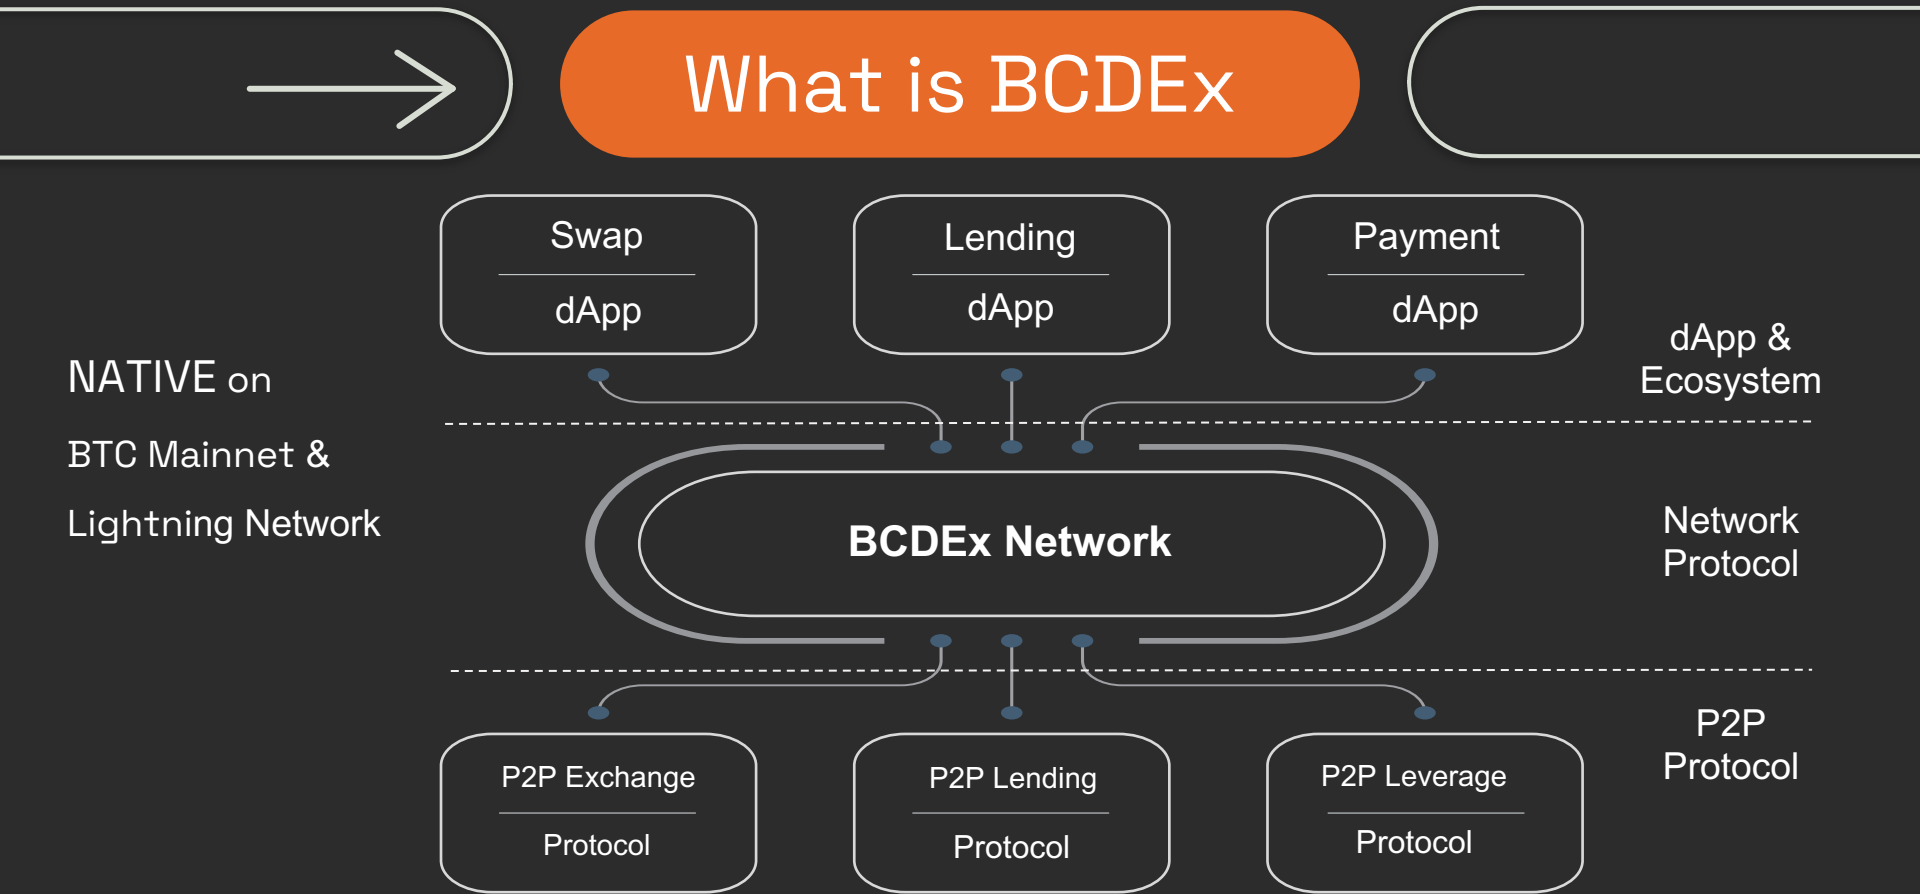 What is BCDEx
Swap
dApp
Lending
dApp
Payment
dApp
dApp &
Ecosystem
NATIVE on
BTC Mainnet &
Lightning Network
BCDEx Network
Network
Protocol
P2P Exchange
Protocol
P2P Lending
Protocol
P2P Leverage
Protocol
P2P
Protocol